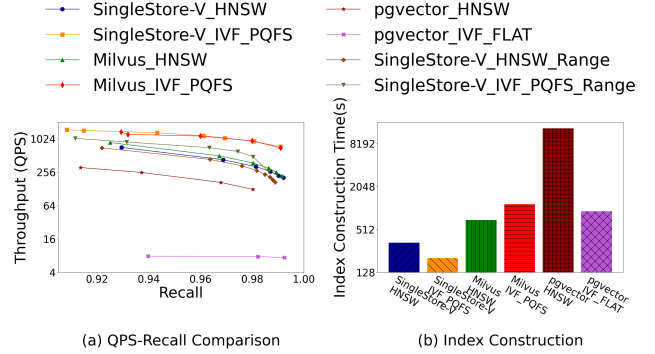 SingleStore-V_HNSW
SingleStore-V_IVF_PQFS
Milvus_HNSW
Milvus_IVF_PQFS
pgvector_HNSW
pgvector_IVF_FLAT
SingleStore-V_HNSW_Range
SingleStore-V_IVF_PQFS_Range
Throughput (QPS)
1024
256
64
16
4
0.92
0.94
0.96
0.98
1.00
Recall
(a) QPS-Recall Comparison
Index Construction Time(s)
8192
2048
512
128
SingleStore-V
HNSW
SingleStore-V
IVF_PQFS
Milvus
HNSW
Milvus
IVF_PQFS
pgvector
HNSW
pgvector
IVF_FLAT
(b) Index Construction